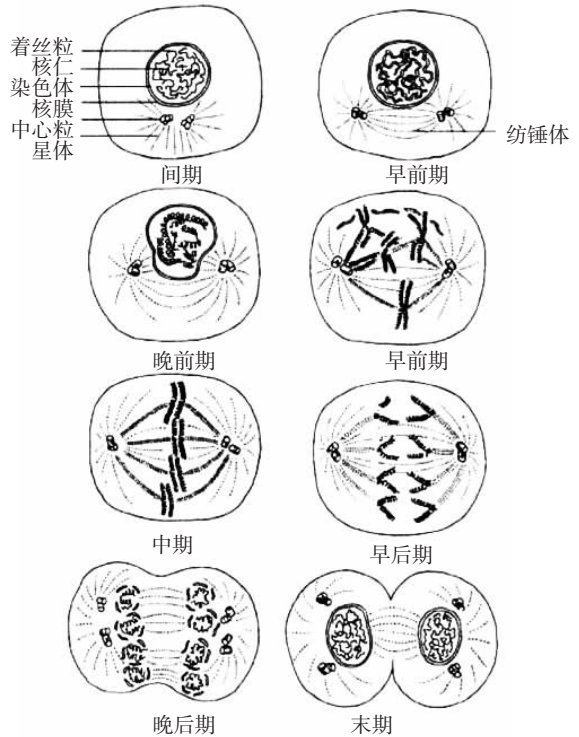 着丝粒
核仁
染色体
核膜
中心粒
星体
纺锤体
间期
早前期
晚前期
早前期
中期
早后期
晚后期
末期